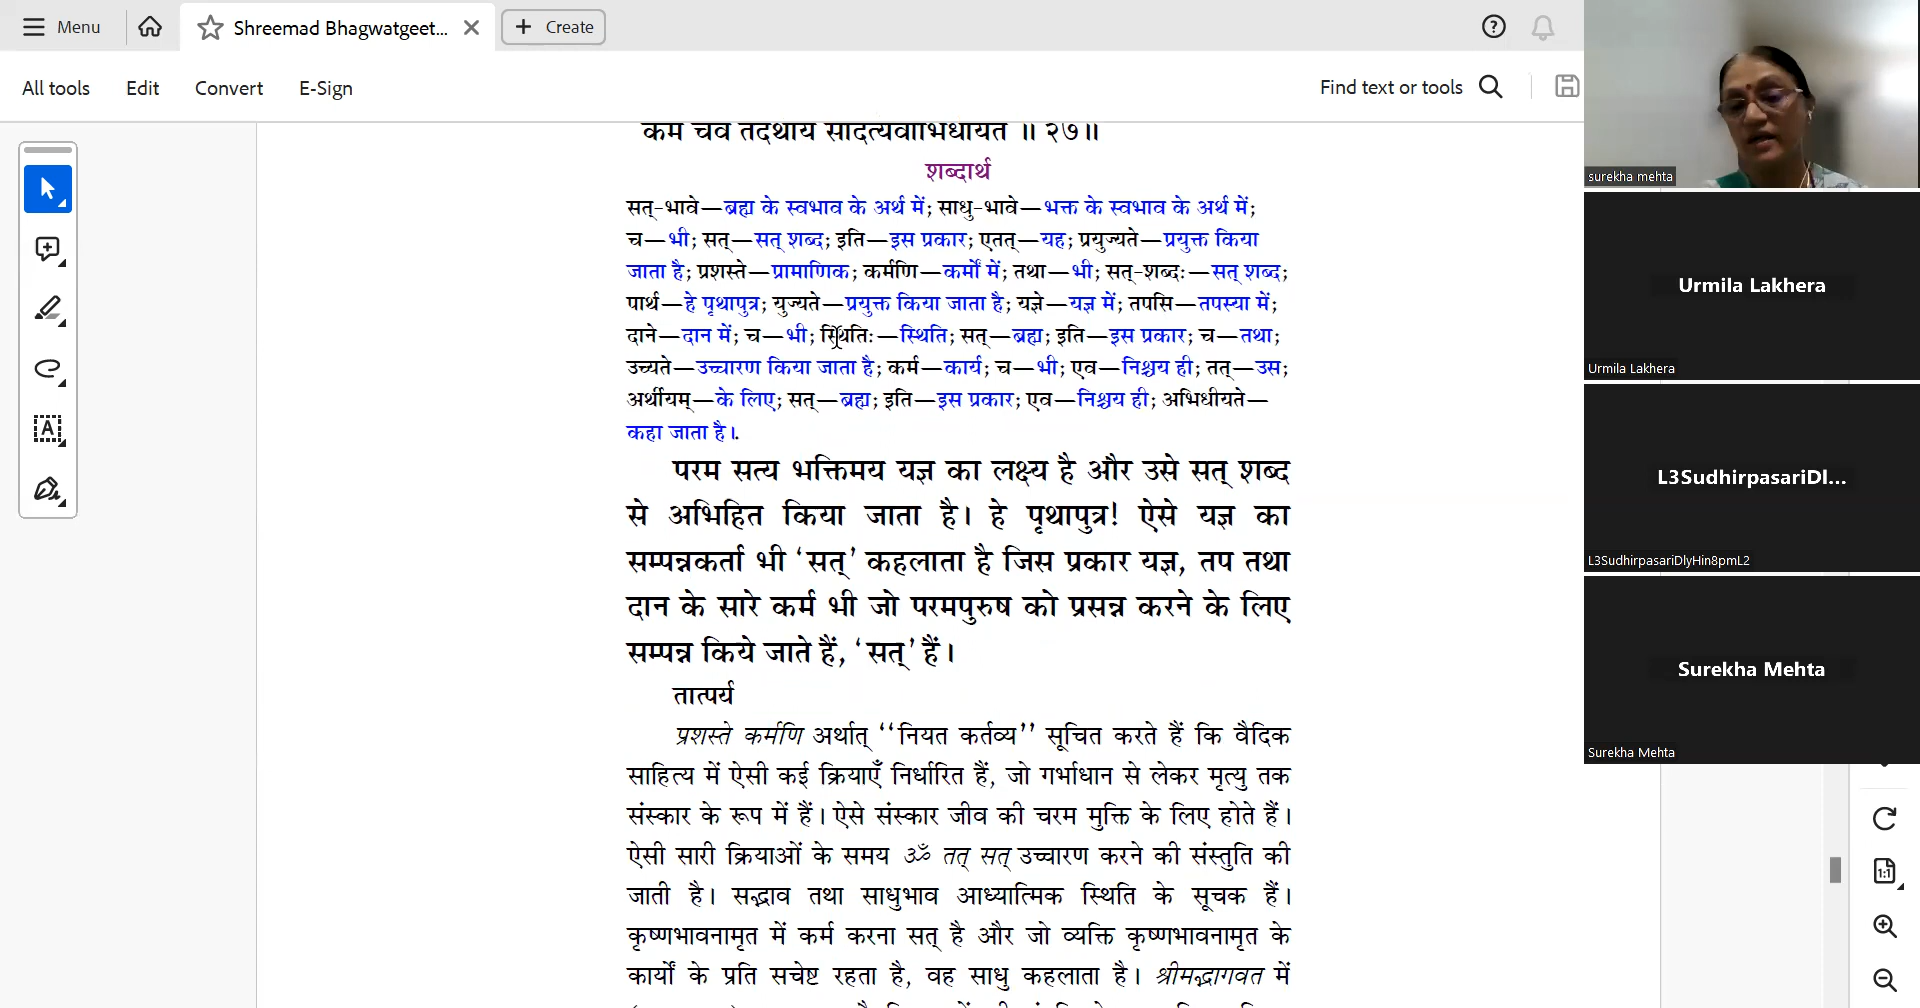 Menu
Shreemad Bhagwatgeet...
Create
All tools
Edit
Convert
E-Sign
Find text or tools
कर्म चैव तदर्थीयं सदित्येवाभिधीयते ॥ २७॥
शब्दार्थ
सत्-भावे—ब्रह्म के स्वभाव के अर्थ में; साधु-भावे—भक्त के स्वभाव के अर्थ में;
च—भी; सत्—सत् शब्द; इति—इस प्रकार; एतत्—यह; प्रयुज्यते—प्रयुक्त किया
जाता है; प्रशस्ते—प्रामाणिक; कर्मणि—कर्मों में; तथा—भी; सत्-शब्दः—सत् शब्द;
पार्थ—हे पृथापुत्र; युज्यते—प्रयुक्त किया जाता है; यज्ञे—यज्ञ में; तपसि—तपस्या में;
दाने—दान में; च—भी; स्थितिः—स्थिति; सत्—ब्रह्म; इति—इस प्रकार; च—तथा;
उच्यते—उच्चारण किया जाता है; कर्म—कार्य; च—भी; एव—निश्चय ही; तत्—उस;
अर्थीयम्—के लिए; सत्—ब्रह्म; इति—इस प्रकार; एव—निश्चय ही; अभिधीयते—
कहा जाता है।.
परम सत्य भक्तिमय यज्ञ का लक्ष्य है और उसे सत् शब्द
से अभिहित किया जाता है। हे पृथापुत्र! ऐसे यज्ञ का
सम्पन्नकर्ता भी ‘सत्’ कहलाता है जिस प्रकार यज्ञ, तप तथा
दान के सारे कर्म भी जो परमपुरुष को प्रसन्न करने के लिए
सम्पन्न किये जाते हैं, ‘सत्’ हैं।
तात्पर्य
प्रशस्ते कर्मणि अर्थात् ‘‘नियत कर्तव्य’’ सूचित करते हैं कि वैदिक
साहित्य में ऐसी कई क्रियाएँ निर्धारित हैं, जो गर्भाधान से लेकर मृत्यु तक
संस्कार के रूप में हैं। ऐसे संस्कार जीव की चरम मुक्ति के लिए होते हैं।
ऐसी सारी क्रियाओं के समय ॐ तत् सत् उच्चारण करने की संस्तुति की
जाती है। सद्भाव तथा साधुभाव आध्यात्मिक स्थिति के सूचक हैं।
कृष्णभावनामृत में कर्म करना सत् है और जो व्यक्ति कृष्णभावनामृत के
कार्यों के प्रति सचेष्ट रहता है, वह साधु कहलाता है। श्रीमद्भागवत में
surekha mehta
Urmila Lakhera
Urmila Lakhera
L3SudhirpasariDl...
L3SudhirpasariDlyHin8pmL2
Surekha Mehta
Surekha Mehta
1:1